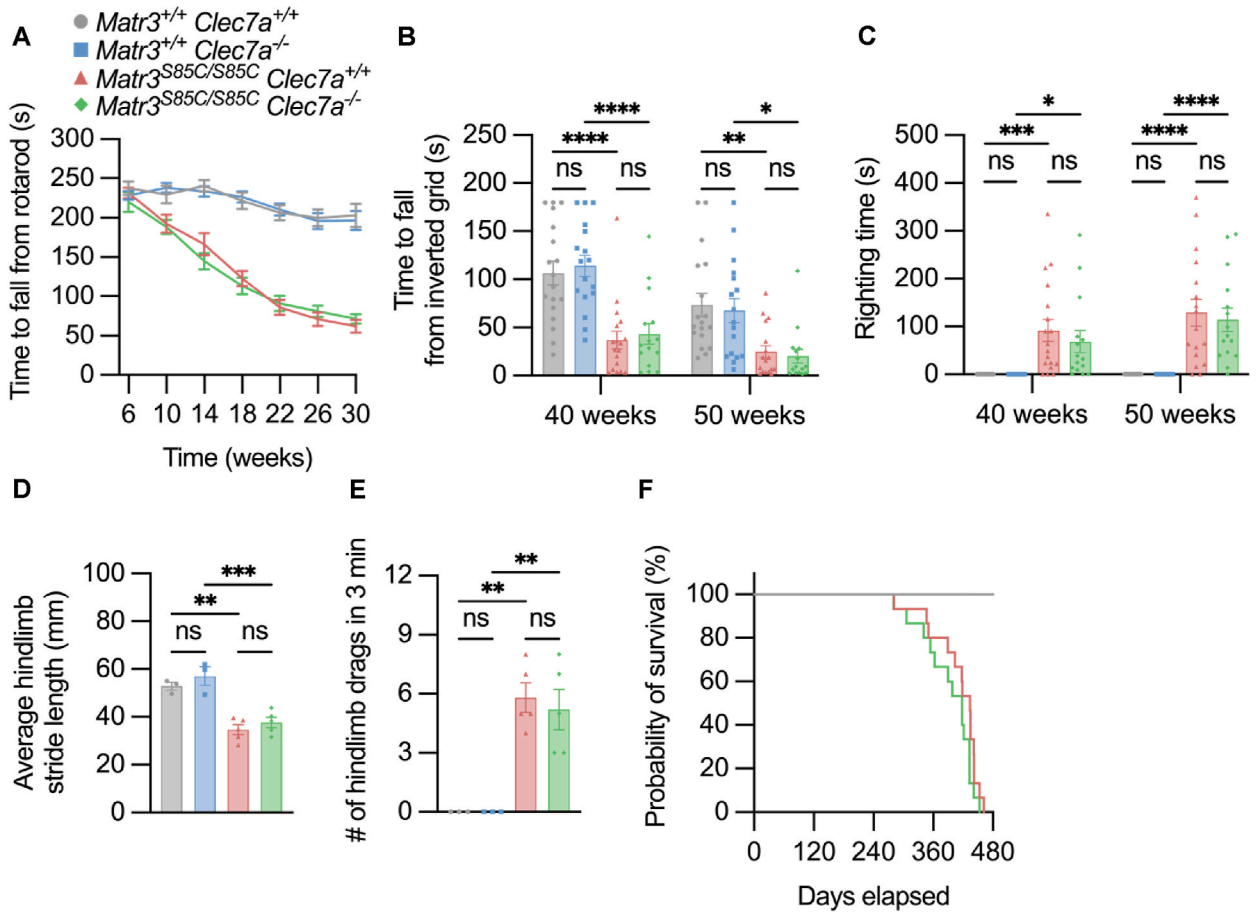 A
Matr3+/+ Clec7a+/+
Matr3+/+ Clec7a-/-
Matr3S85C/S85C Clec7a+/+
Matr3S85C/S85C Clec7a-/-
Time to fall from rotarod (s)
300
250
200
150
100
50
0
6 10 14 18 22 26 30
Time (weeks)
B
Time to fall
from inverted grid (s)
250
200
150
100
50
0
**** *
**** **
ns ns ns ns
40 weeks 50 weeks
C
Righting time (s)
500
400
300
200
100
0
* ****
*** ****
ns ns ns ns
40 weeks 50 weeks
D
Average hindlimb
stride length (mm)
100
80
60
40
20
0
***
**
ns ns
E
# of hindlimb drags in 3 min
12
9
6
3
0
**
**
ns ns
F
Probability of survival (%)
100
80
60
40
20
0
0 120 240 360 480
Days elapsed